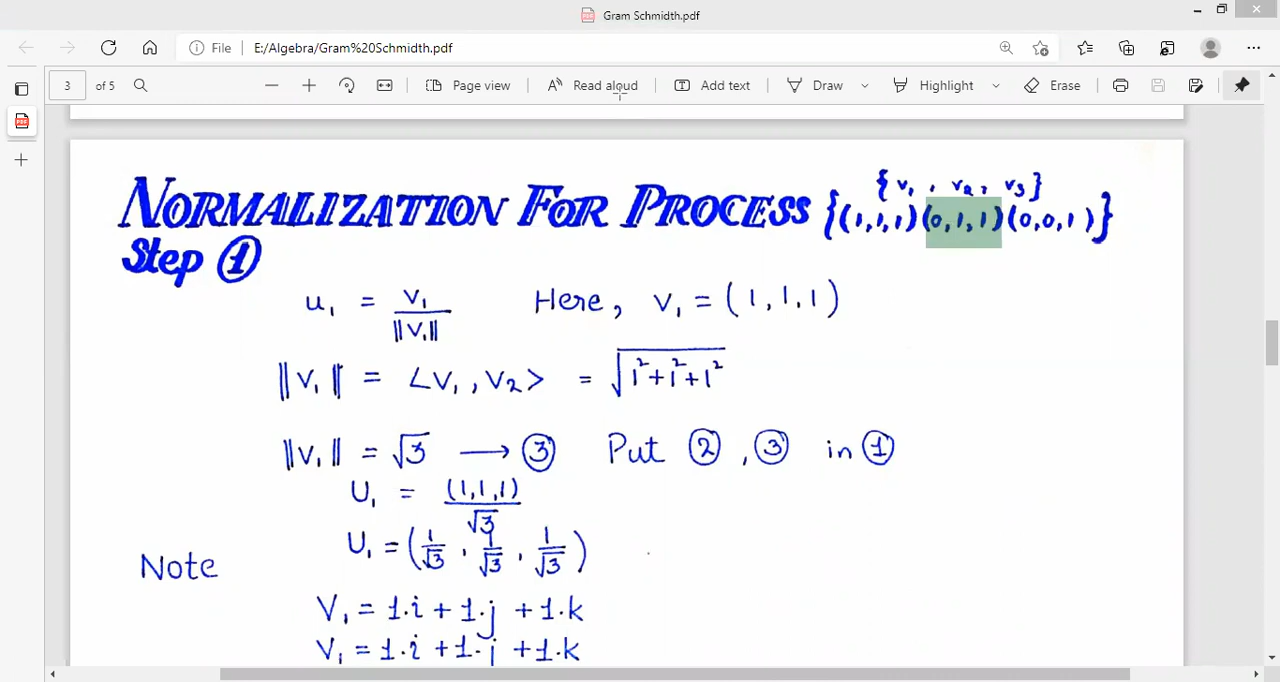 Gram Schmidth.pdf
File E:/Algebra/Gram%20Schmidth.pdf
3 of 5 Page view Read aloud Add text Draw Highlight Erase
{v₁, v₂, v₃}
NORMALIZATION FOR PROCESS {(1,1,1)(0,1,1)(0,0,1)}
Step ①
u₁ = v₁/‖v₁‖ Here, v₁ = (1,1,1)
‖v₁‖ = <v₁, v₂> = √(1²+1²+1²)
‖v₁‖ = √3 → ③ Put ②, ③ in ①
U₁ = (1,1,1)/√3
U₁ = (1/√3, 1/√3, 1/√3)
Note
V₁ = 1.i + 1.j + 1.k
V₁ = 1.i + 1.j + 1.k